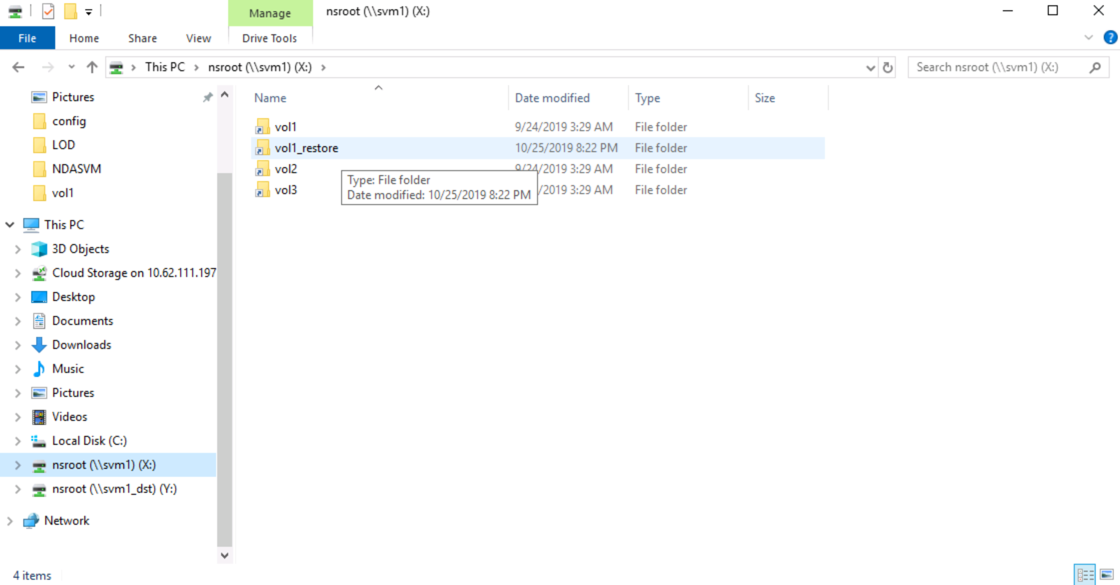 Manage
nsroot (\\svm1) (X:)
File
Home
Share
View
Drive Tools
This PC
nsroot (\\svm1) (X:)
Search nsroot (\\svm1) (X:)
Pictures
config
LOD
NDASVM
vol1
This PC
3D Objects
Cloud Storage on 10.62.111.197
Desktop
Documents
Downloads
Music
Pictures
Videos
Local Disk (C:)
nsroot (\\svm1) (X:)
nsroot (\\svm1_dst) (Y:)
Network
Name Date modified Type Size
vol1 9/24/2019 3:29 AM File folder
vol1_restore 10/25/2019 8:22 PM File folder
vol2 9/24/2019 3:29 AM File folder
vol3 /2019 3:29 AM File folder
Type: File folder
Date modified: 10/25/2019 8:22 PM
4 items